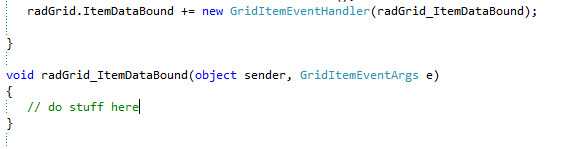 radGrid.ItemDataBound += new GridItemEventHandler(radGrid_ItemDataBound);
}
void radGrid_ItemDataBound(object sender, GridItemEventArgs e)
{
// do stuff here
}